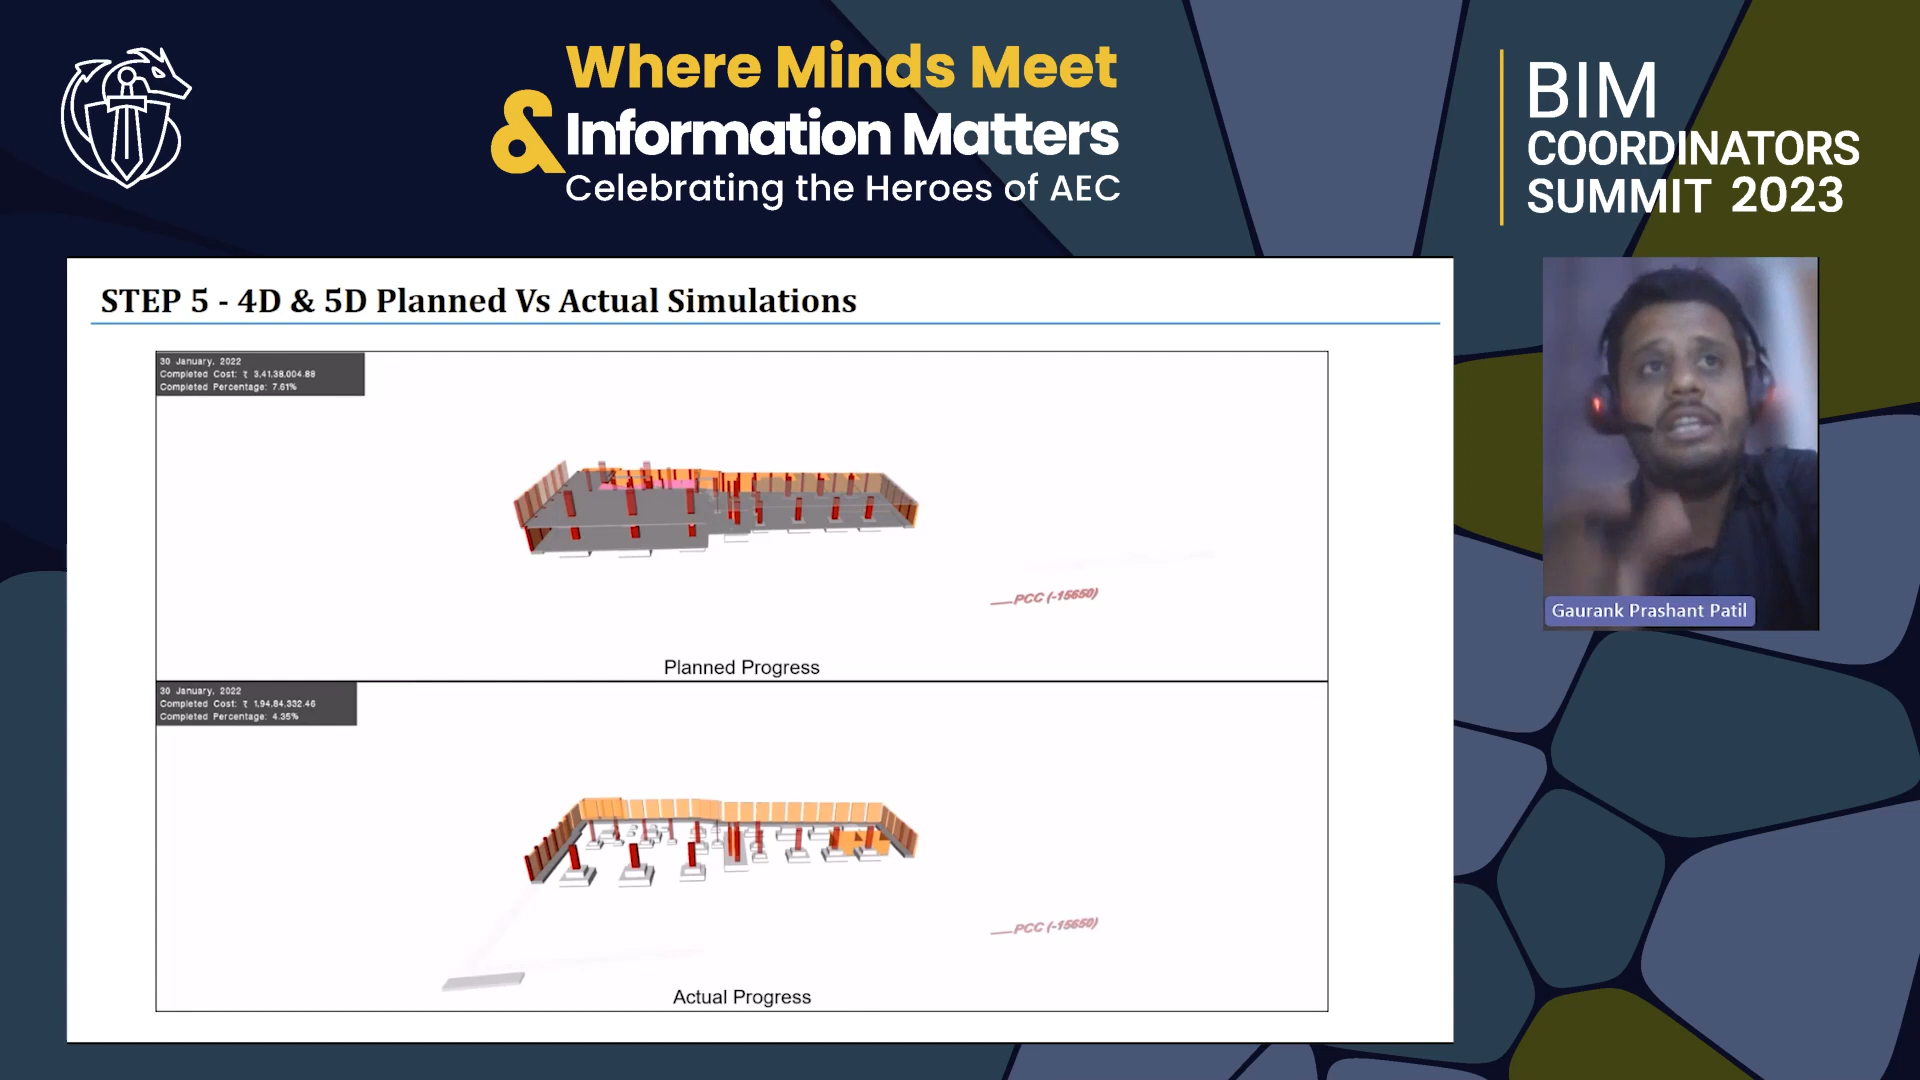 Where Minds Meet
& Information Matters
Celebrating the Heroes of AEC
BIM
COORDINATORS
SUMMIT 2023
STEP 5 - 4D & 5D Planned Vs Actual Simulations
30 January, 2022
Completed Cost: ₹ 3,41,38,004.88
Completed Percentage: 7.61%
PCC (-15650)
Planned Progress
30 January, 2022
Completed Cost: ₹ 1,94,84,332.46
Completed Percentage: 4.35%
PCC (-15650)
Actual Progress
Gaurank Prashant Patil